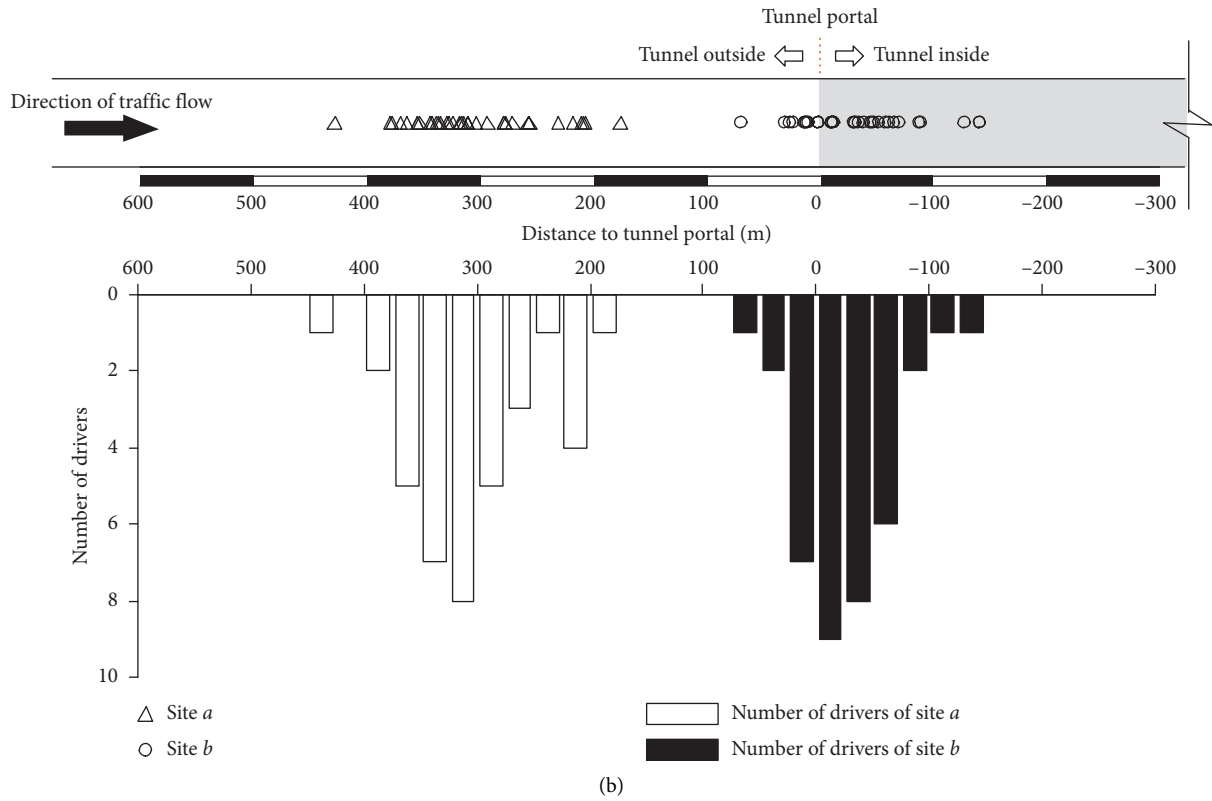 Tunnel portal
Tunnel outside
Tunnel inside
Direction of traffic flow
600 500 400 300 200 100 0 –100 –200 –300
Distance to tunnel portal (m)
600 500 400 300 200 100 0 –100 –200 –300
0
2
4
6
8
10
Number of drivers
Site a
Number of drivers of site a
Site b
Number of drivers of site b
(b)